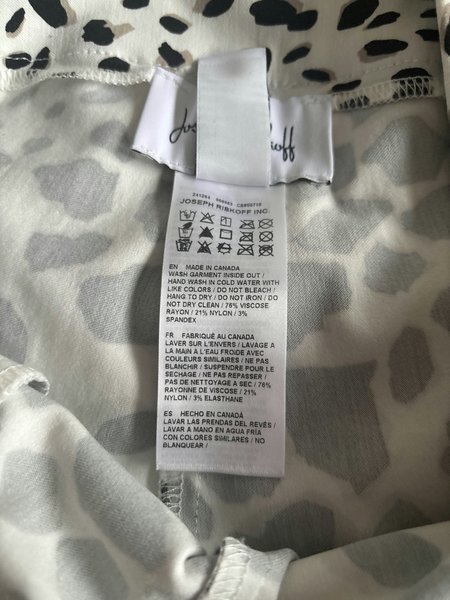 241264
JOSEPH RIBKOFF INC.
EN MADE IN CANADA
WASH GARMENT INSIDE OUT /
HAND WASH IN COLD WATER WITH
LIKE COLORS / DO NOT BLEACH /
HANG TO DRY / DO NOT IRON / DO
NOT DRY CLEAN / 76% VISCOSE
RAYON / 21% NYLON / 3%
SPANDEX
FR FABRIQUÉ AU CANADA
LAVER SUR L'ENVERS / LAVAGE A
LA MAIN A L'EAU FROIDE AVEC
COULEURS SIMILAIRES / NE PAS
BLANCHIR / SUSPENDRE POUR LE
SECHAGE / NE PAS REPASSER /
PAS DE NETTOYAGE A SEC / 76%
RAYONNE DE VISCOSE / 21%
NYLON / 3% ELASTHANE
ES HECHO EN CANADÁ
LAVAR LAS PRENDAS DEL REVÉS /
LAVAR A MANO EN AGUA FRÍA
CON COLORES SIMILARES / NO
BLANQUEAR /